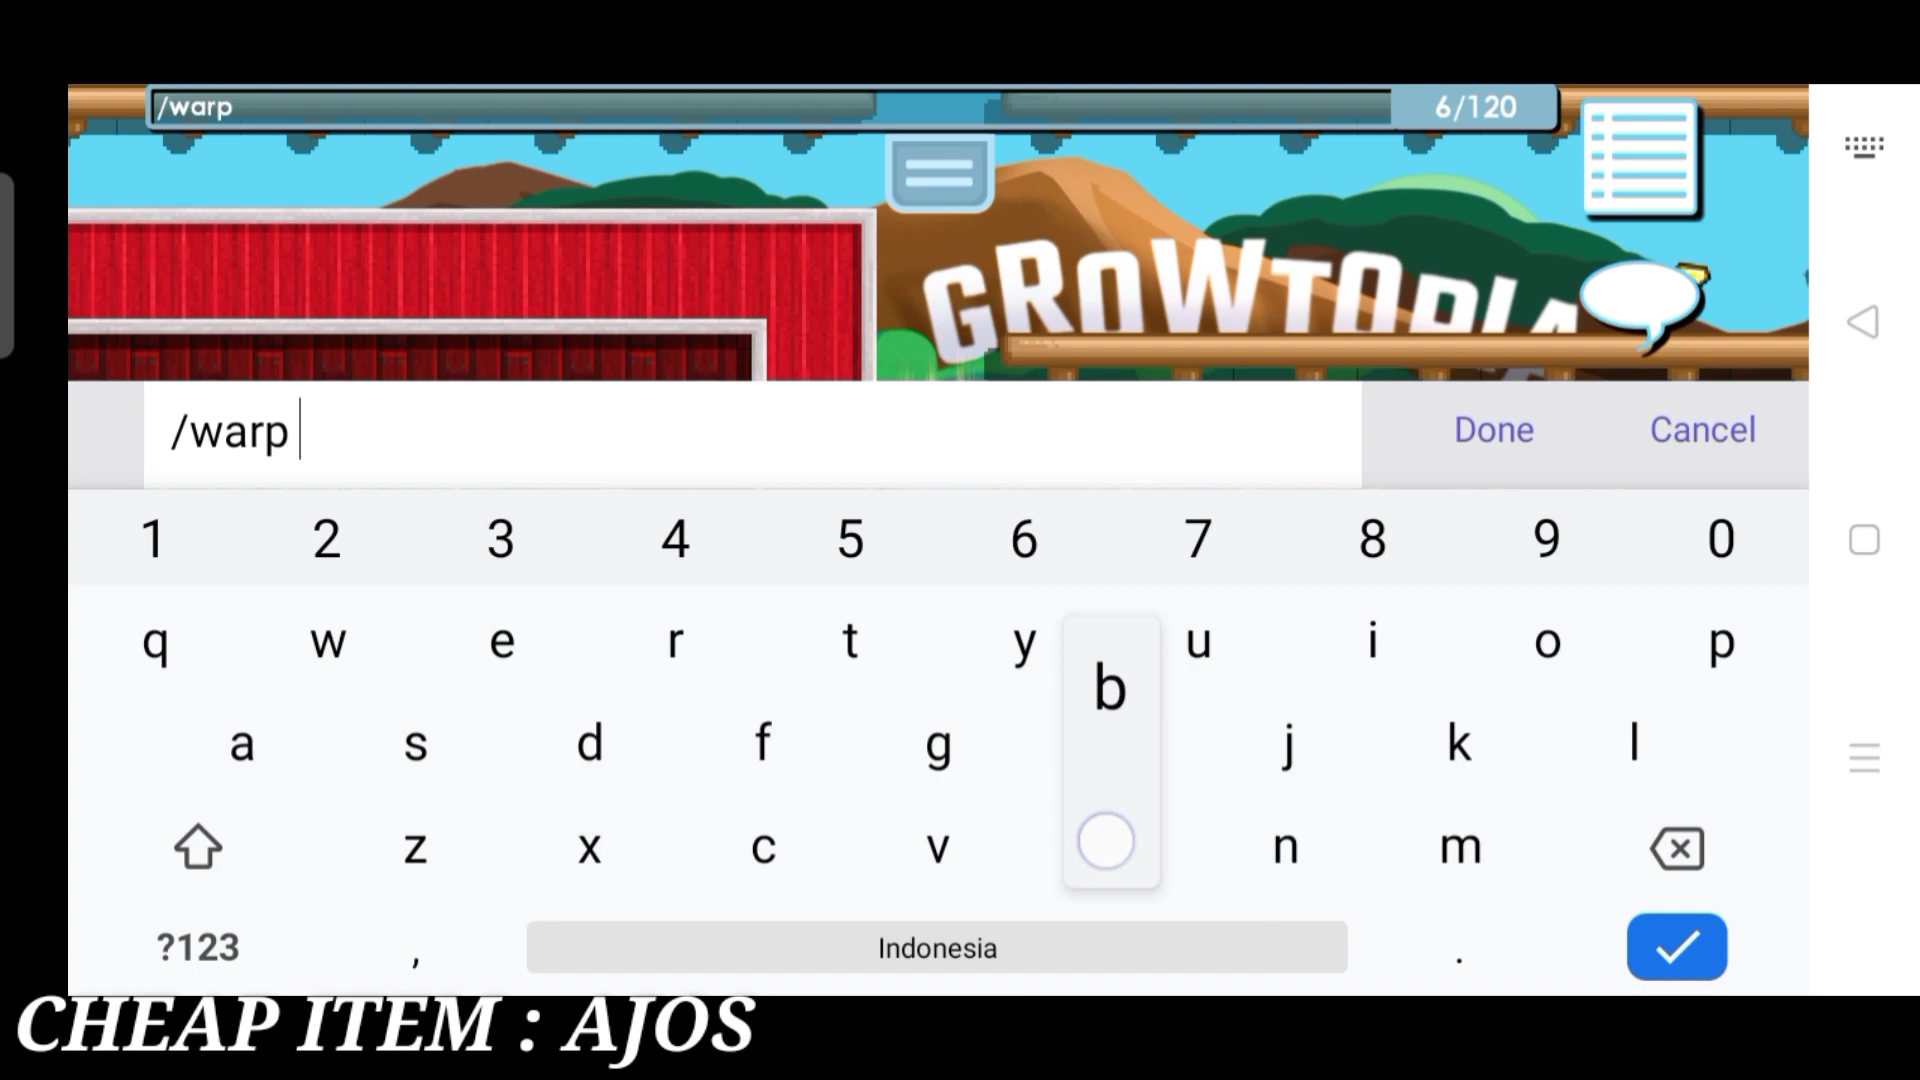 /warp
6/120
GROWTOPIA
/warp
Done
Cancel
1 2 3 4 5 6 7 8 9 0
q w e r t y u i o p
b
a s d f g j k l
z x c v n m
?123 , Indonesia .
CHEAP ITEM : AJOS